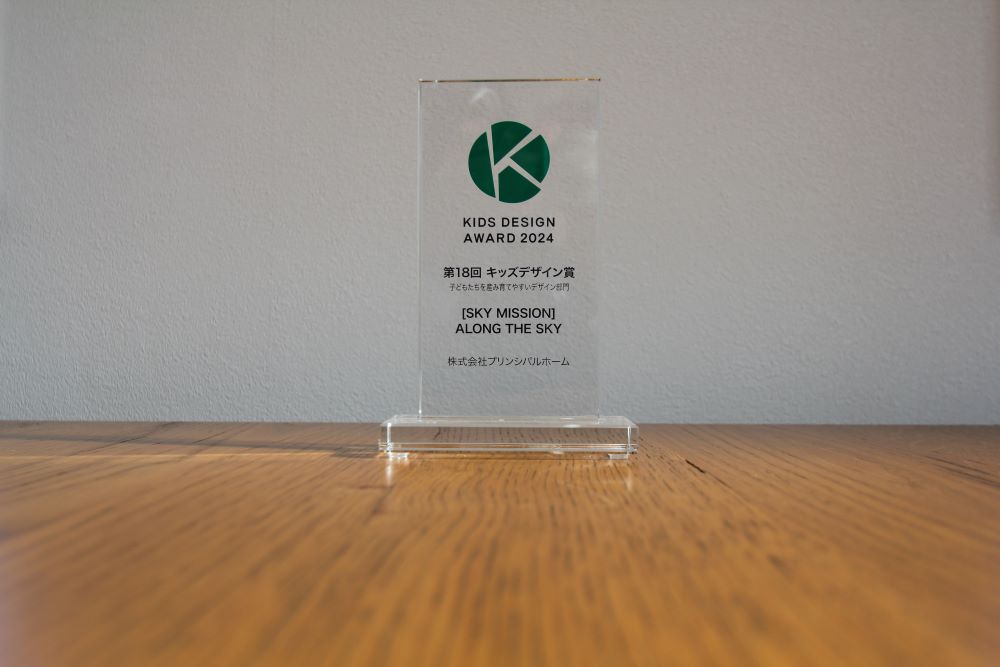 KIDS DESIGN
AWARD 2024
第18回 キッズデザイン賞
子どもたちを産み育てやすいデザイン部門
[SKY MISSION]
ALONG THE SKY
株式会社プリンシパルホーム